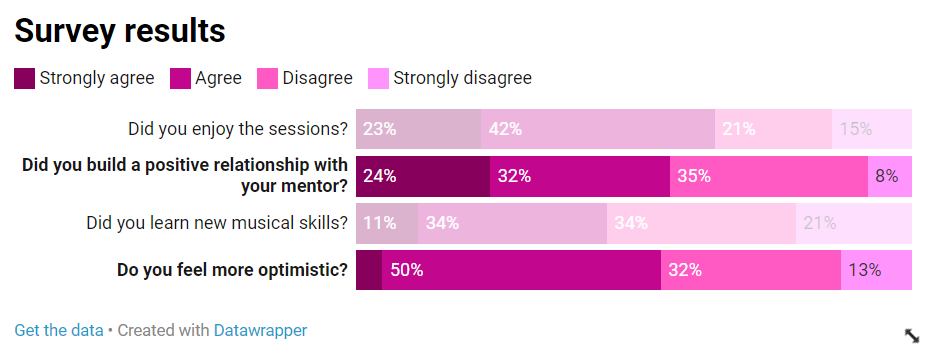 Survey results
Strongly agree Agree Disagree Strongly disagree
Did you enjoy the sessions? 23% 42% 21% 15%
Did you build a positive relationship with
your mentor? 24% 32% 35% 8%
Did you learn new musical skills? 11% 34% 34% 21%
Do you feel more optimistic? 50% 32% 13%
Get the data • Created with Datawrapper